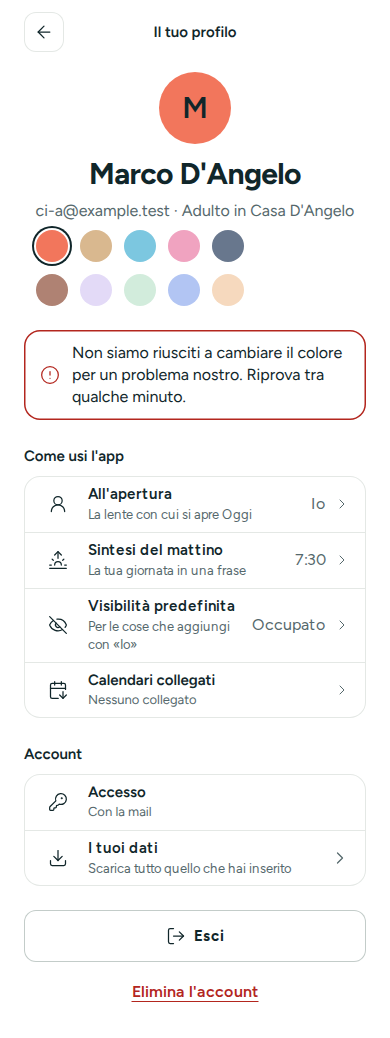 Il tuo profilo
M
Marco D'Angelo
ci-a@example.test · Adulto in Casa D'Angelo
Non siamo riusciti a cambiare il colore
per un problema nostro. Riprova tra
qualche minuto.
Come usi l'app
All'apertura
La lente con cui si apre Oggi
Io
Sintesi del mattino
La tua giornata in una frase
7:30
Visibilità predefinita
Per le cose che aggiungi
con «Io»
Occupato
Calendari collegati
Nessuno collegato
Account
Accesso
Con la mail
I tuoi dati
Scarica tutto quello che hai inserito
Esci
Elimina l'account